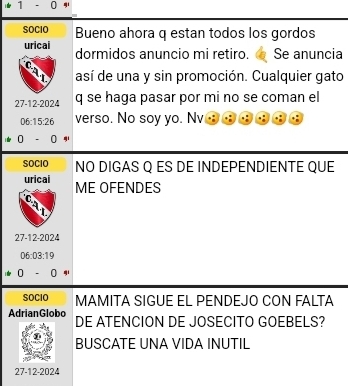 1 - 0
SOCIO
uricai
C.A.I.
27-12-2024
06:15:26
0 - 0
Bueno ahora q estan todos los gordos
dormidos anuncio mi retiro. 🤙 Se anuncia
así de una y sin promoción. Cualquier gato
q se haga pasar por mi no se coman el
verso. No soy yo. Nv
SOCIO
uricai
C.A.I.
27-12-2024
06:03:19
0 - 0
NO DIGAS Q ES DE INDEPENDIENTE QUE
ME OFENDES
SOCIO
AdrianGlobo
27-12-2024
MAMITA SIGUE EL PENDEJO CON FALTA
DE ATENCION DE JOSECITO GOEBELS?
BUSCATE UNA VIDA INUTIL